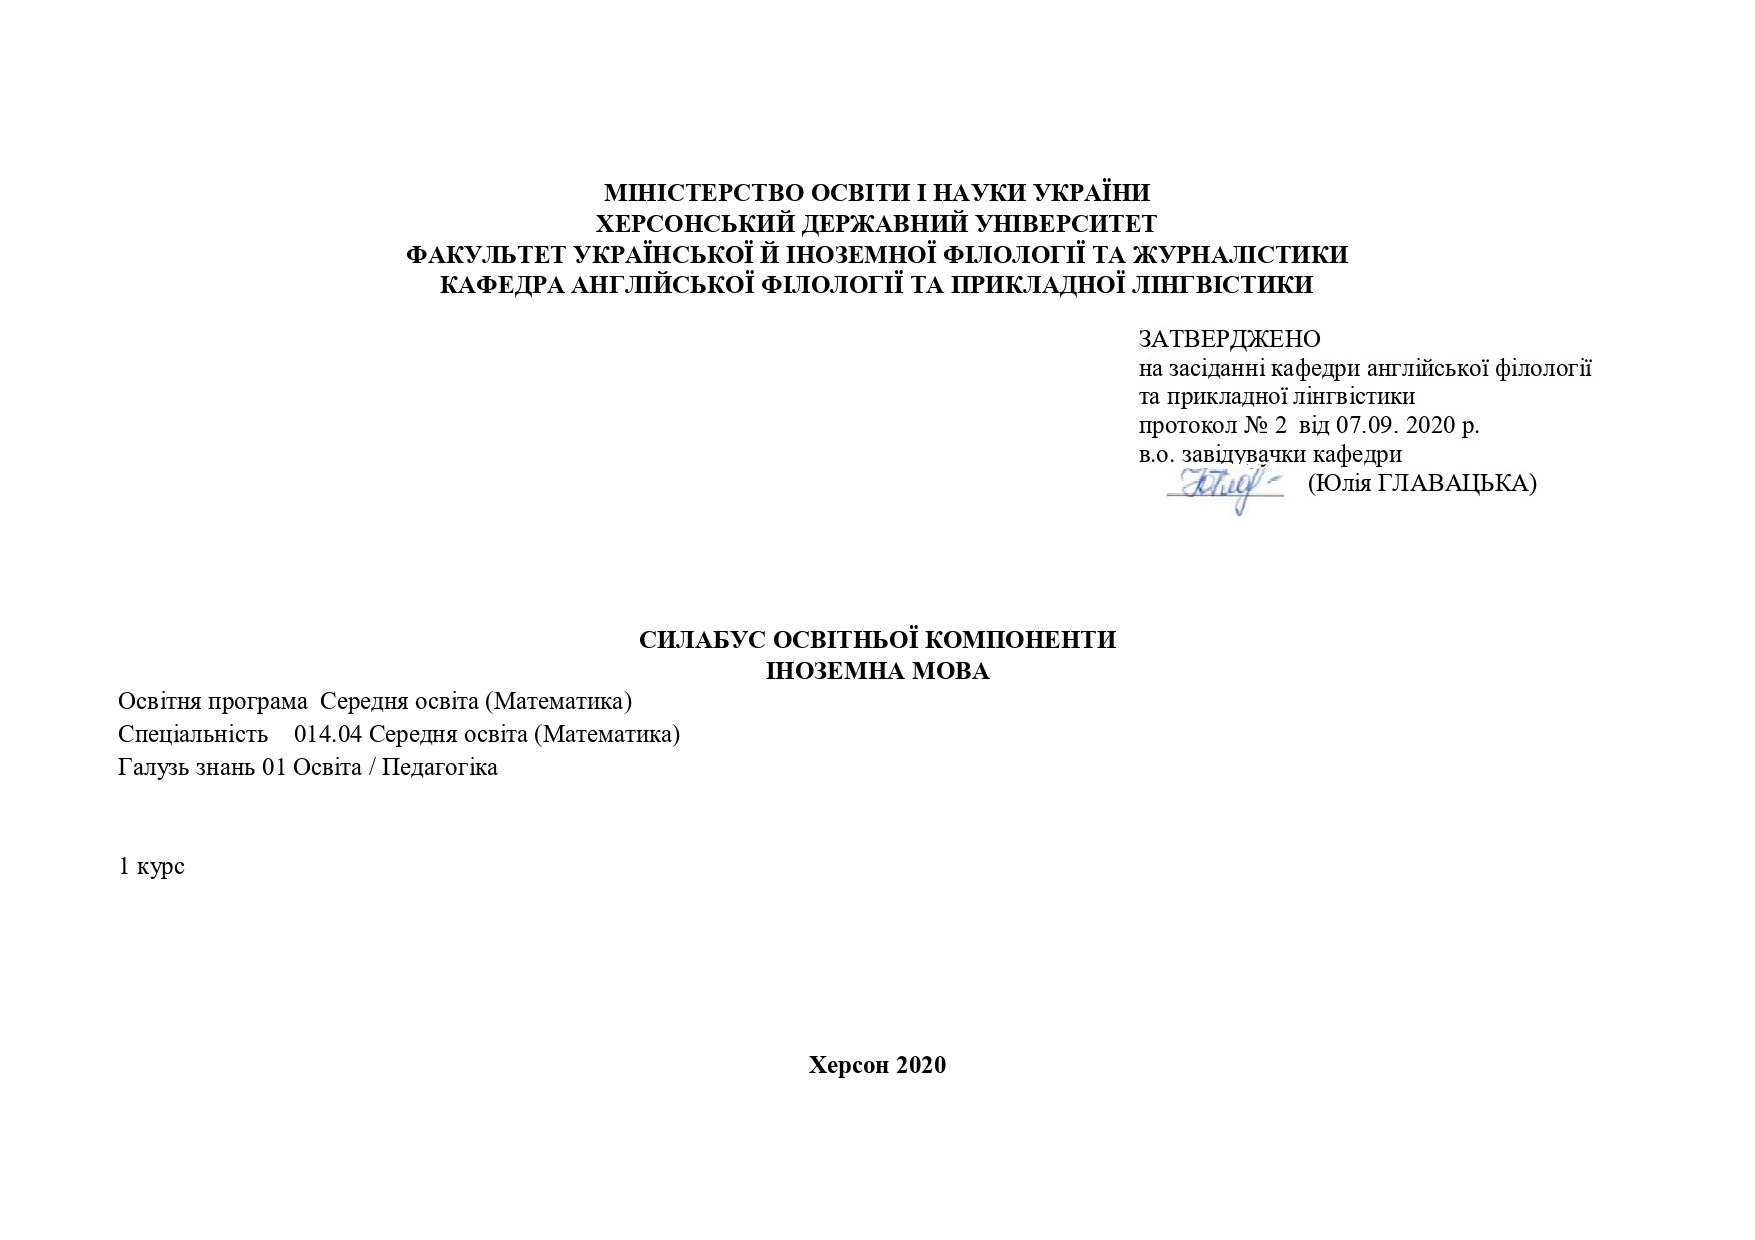 МІНІСТЕРСТВО ОСВІТИ І НАУКИ УКРАЇНИ
ХЕРСОНСЬКИЙ ДЕРЖАВНИЙ УНІВЕРСИТЕТ
ФАКУЛЬТЕТ УКРАЇНСЬКОЇ Й ІНОЗЕМНОЇ ФІЛОЛОГІЇ ТА ЖУРНАЛІСТИКИ
КАФЕДРА АНГЛІЙСЬКОЇ ФІЛОЛОГІЇ ТА ПРИКЛАДНОЇ ЛІНГВІСТИКИ
ЗАТВЕРДЖЕНО
на засіданні кафедри англійської філології
та прикладної лінгвістики
протокол № 2 від 07.09. 2020 р.
в.о. завідувачки кафедри
(Юлія ГЛАВАЦЬКА)
СИЛАБУС ОСВІТНЬОЇ КОМПОНЕНТИ
ІНОЗЕМНА МОВА
Освітня програма Середня освіта (Математика)
Спеціальність 014.04 Середня освіта (Математика)
Галузь знань 01 Освіта / Педагогіка
1 курс
Херсон 2020